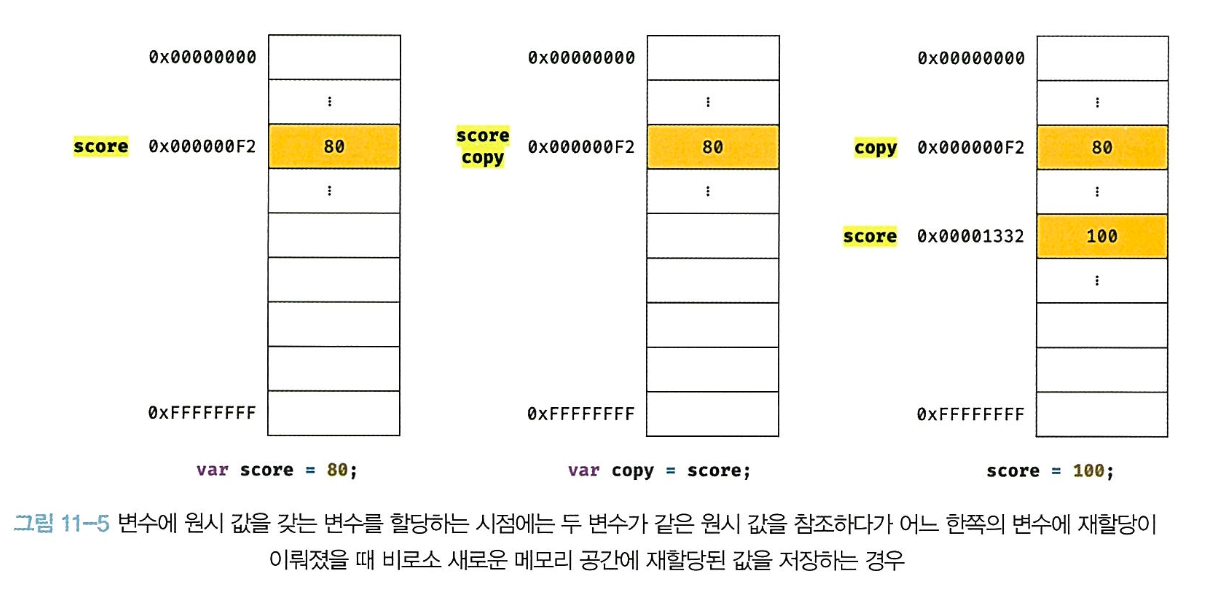 0x00000000
⋮
score 0x000000F2 80
⋮
0xFFFFFFFF
var score = 80;
0x00000000
⋮
score
copy
0x000000F2 80
⋮
0xFFFFFFFF
var copy = score;
0x00000000
⋮
copy 0x000000F2 80
⋮
score 0x00001332 100
⋮
0xFFFFFFFF
score = 100;
그림 11-5 변수에 원시 값을 갖는 변수를 할당하는 시점에는 두 변수가 같은 원시 값을 참조하다가 어느 한쪽의 변수에 재할당이
이뤄졌을 때 비로소 새로운 메모리 공간에 재할당된 값을 저장하는 경우